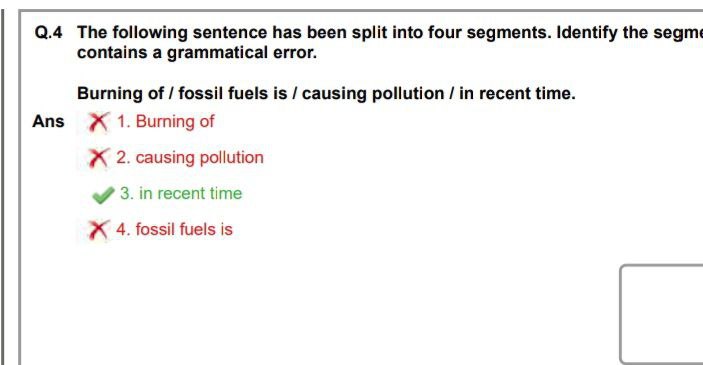 Q.4 The following sentence has been split into four segments. Identify the
contains a grammatical error.
Burning of / fossil fuels is / causing pollution / in recent time.
Ans 1. Burning of
2. causing pollution
3. in recent time
4. fossil fuels is